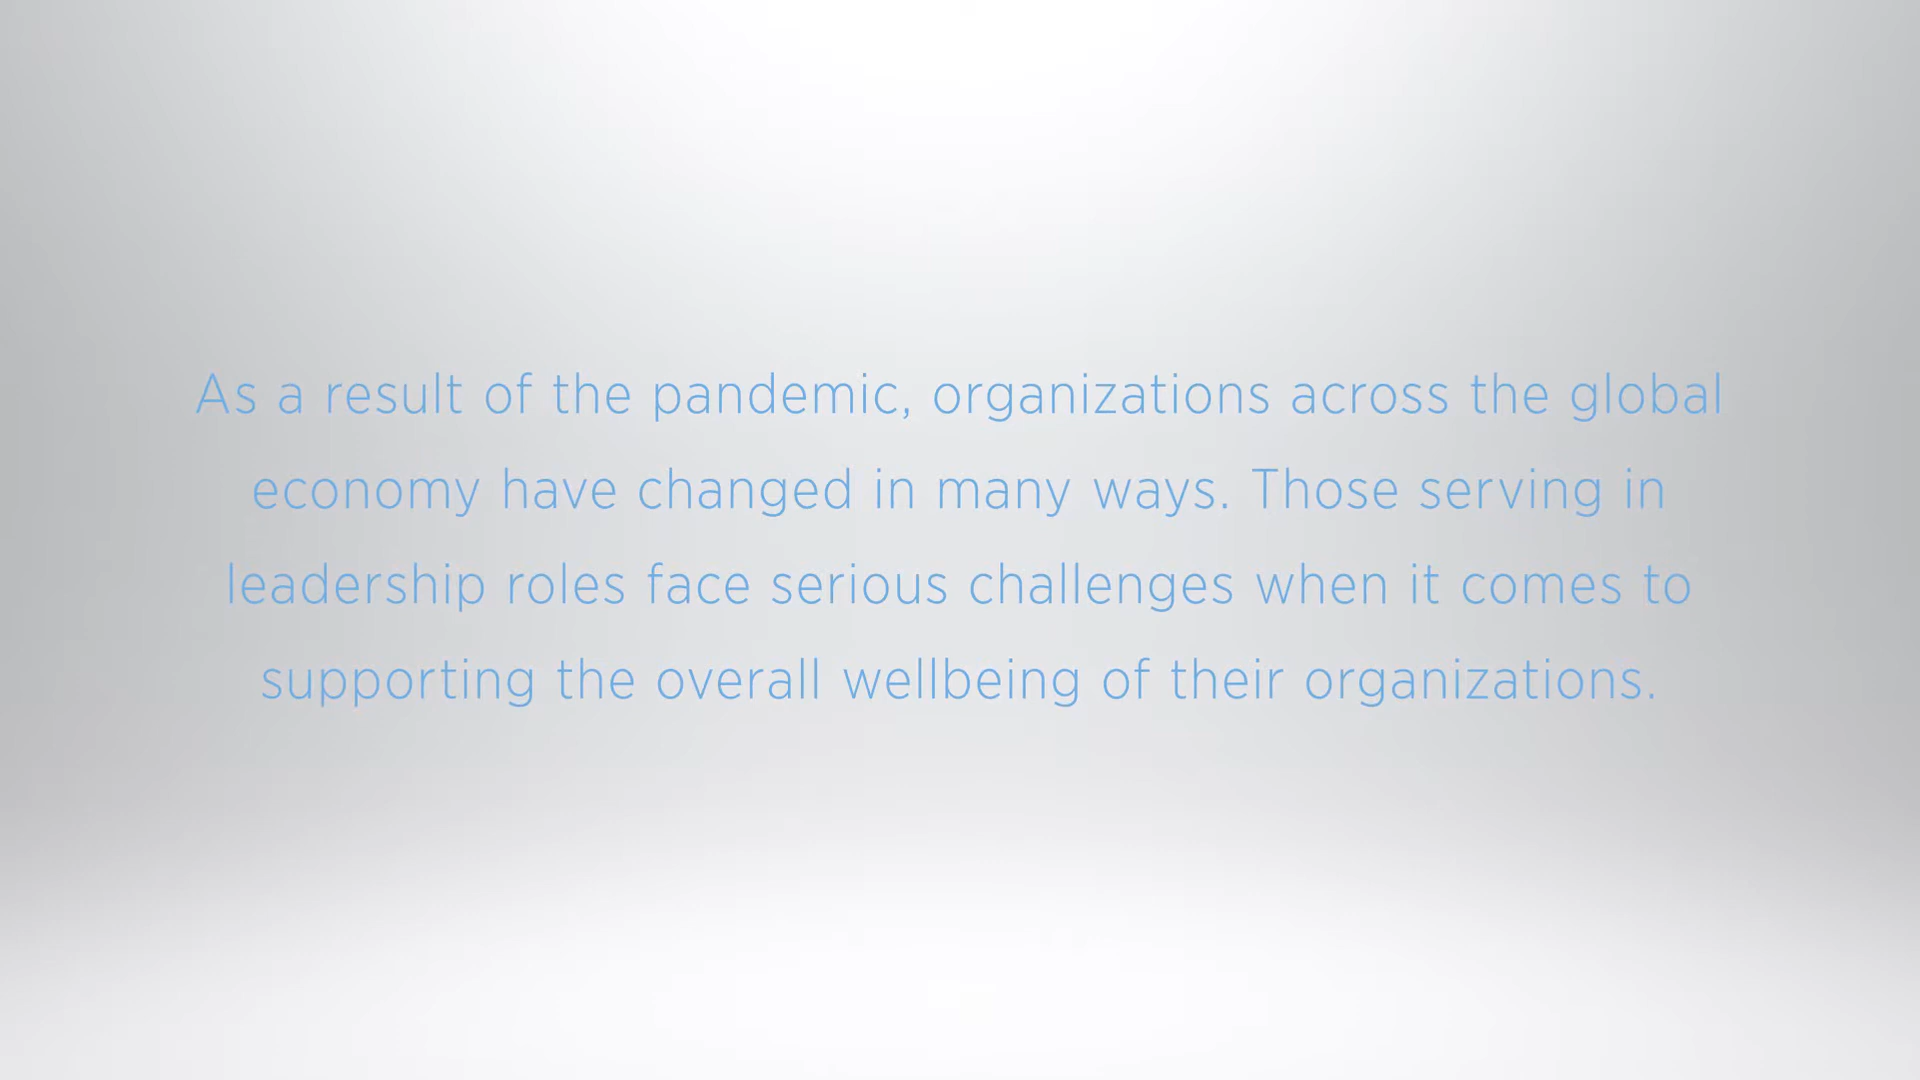 As a result of the pandemic, organizations across the global
economy have changed in many ways. Those serving in
leadership roles face serious challenges when it comes to
supporting the overall wellbeing of their organizations.